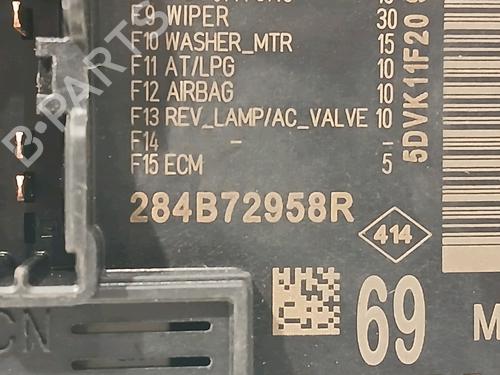 F9 WIPER 30
F10 WASHER_MTR 15
F11 AT/LPG 10
F12 AIRBAG 10
F13 REV_LAMP/AC_VALVE 10
F14 - -
F15 ECM 5
284B72958R
414
69
M
CN
5DVK11F20
B-PARTS